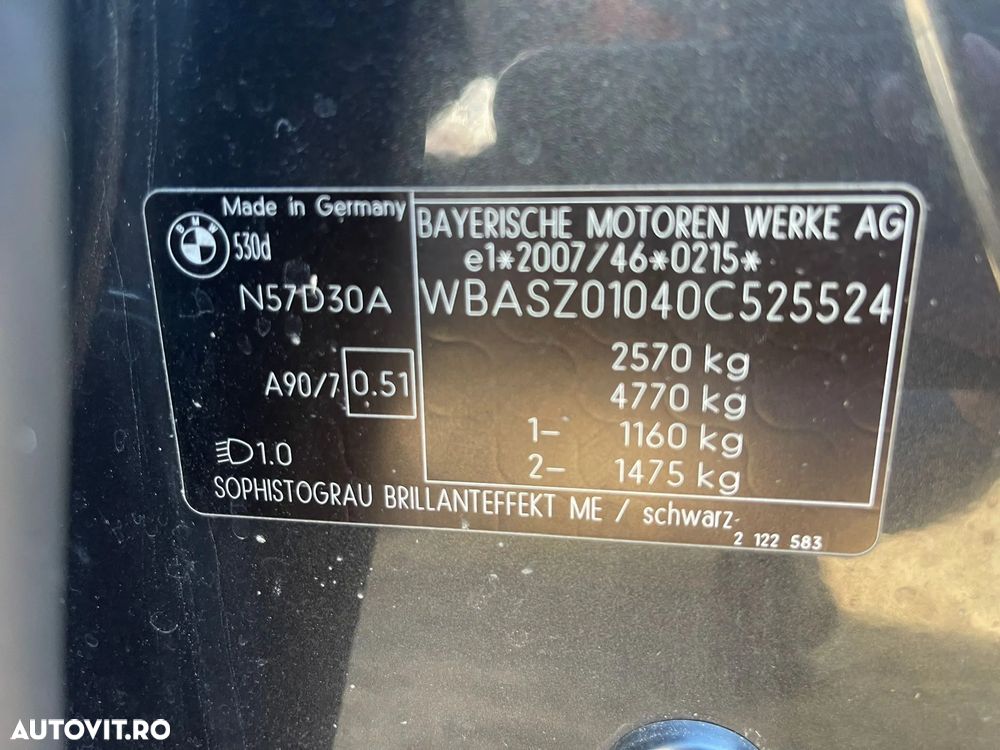 Made in Germany
BMW
530d
N57D30A
A90/7 0.51
1.0
BAYERISCHE MOTOREN WERKE AG
e1*2007/46*0215*
WBASZ01040C525524
2570 kg
4770 kg
1- 1160 kg
2- 1475 kg
SOPHISTOGRAU BRILLANTEFFEKT ME / schwarz
2 122 583
AUTOVIT.RO